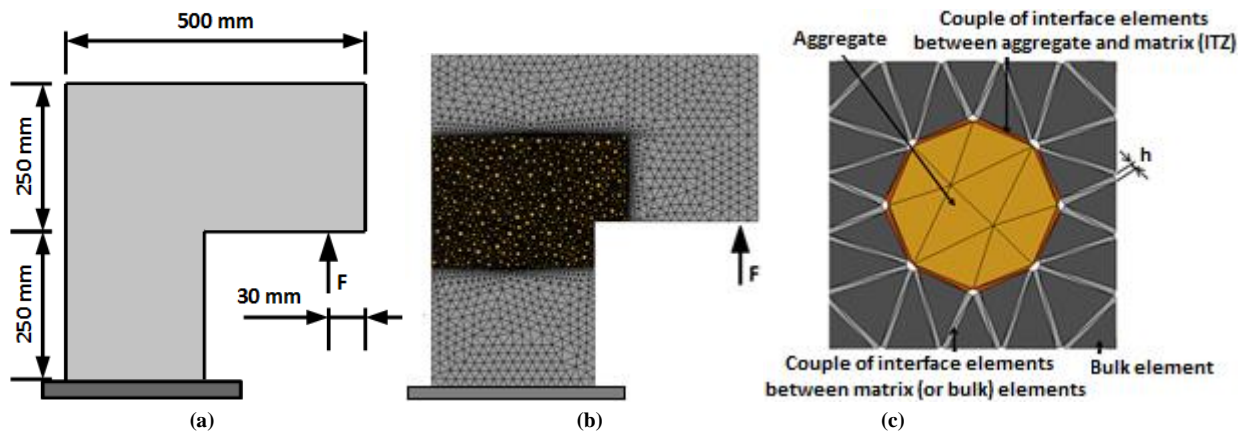 500 mm
250 mm
250 mm
F
30 mm
(a)
F
(b)
Couple of interface elements
between aggregate and matrix (ITZ)
Aggregate
h
Couple of interface elements
between matrix (or bulk) elements
Bulk element
(c)